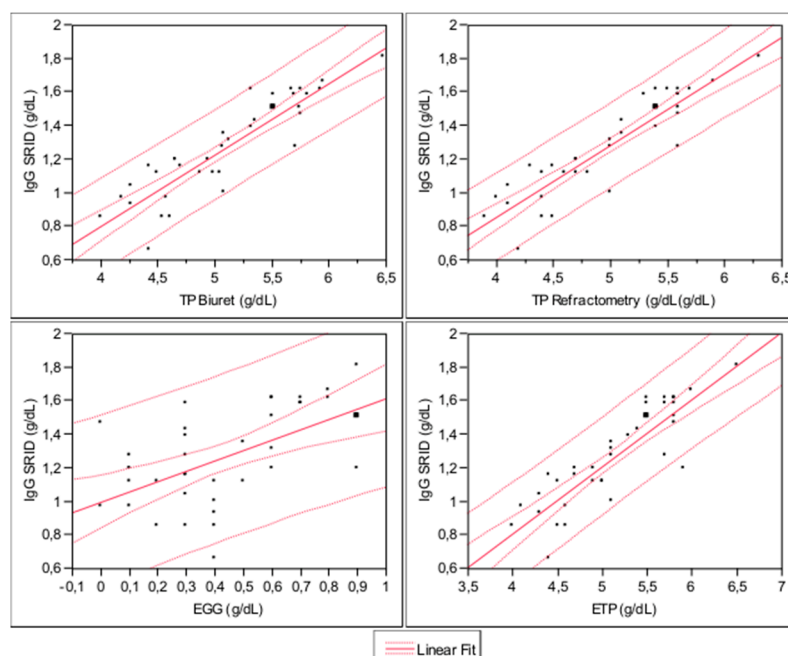 2
1,8
1,6
1,4
1,2
1
0,8
0,6
IgG SRID (g/dL)
4 4,5 5 5,5 6 6,5
TP Biuret (g/dL)
2
1,8
1,6
1,4
1,2
1
0,8
0,6
IgG SRID (g/dL)
4 4,5 5 5,5 6 6,5
TP Refractometry (g/dL(g/dL)
2
1,8
1,6
1,4
1,2
1
0,8
0,6
IgG SRID (g/dL)
-0,1 0 0,1 0,2 0,3 0,4 0,5 0,6 0,7 0,8 0,9 1
EGG (g/dL)
2
1,8
1,6
1,4
1,2
1
0,8
0,6
IgG SRID (g/dL)
3,5 4 4,5 5 5,5 6 6,5 7
ETP(g/dL)
Linear Fit